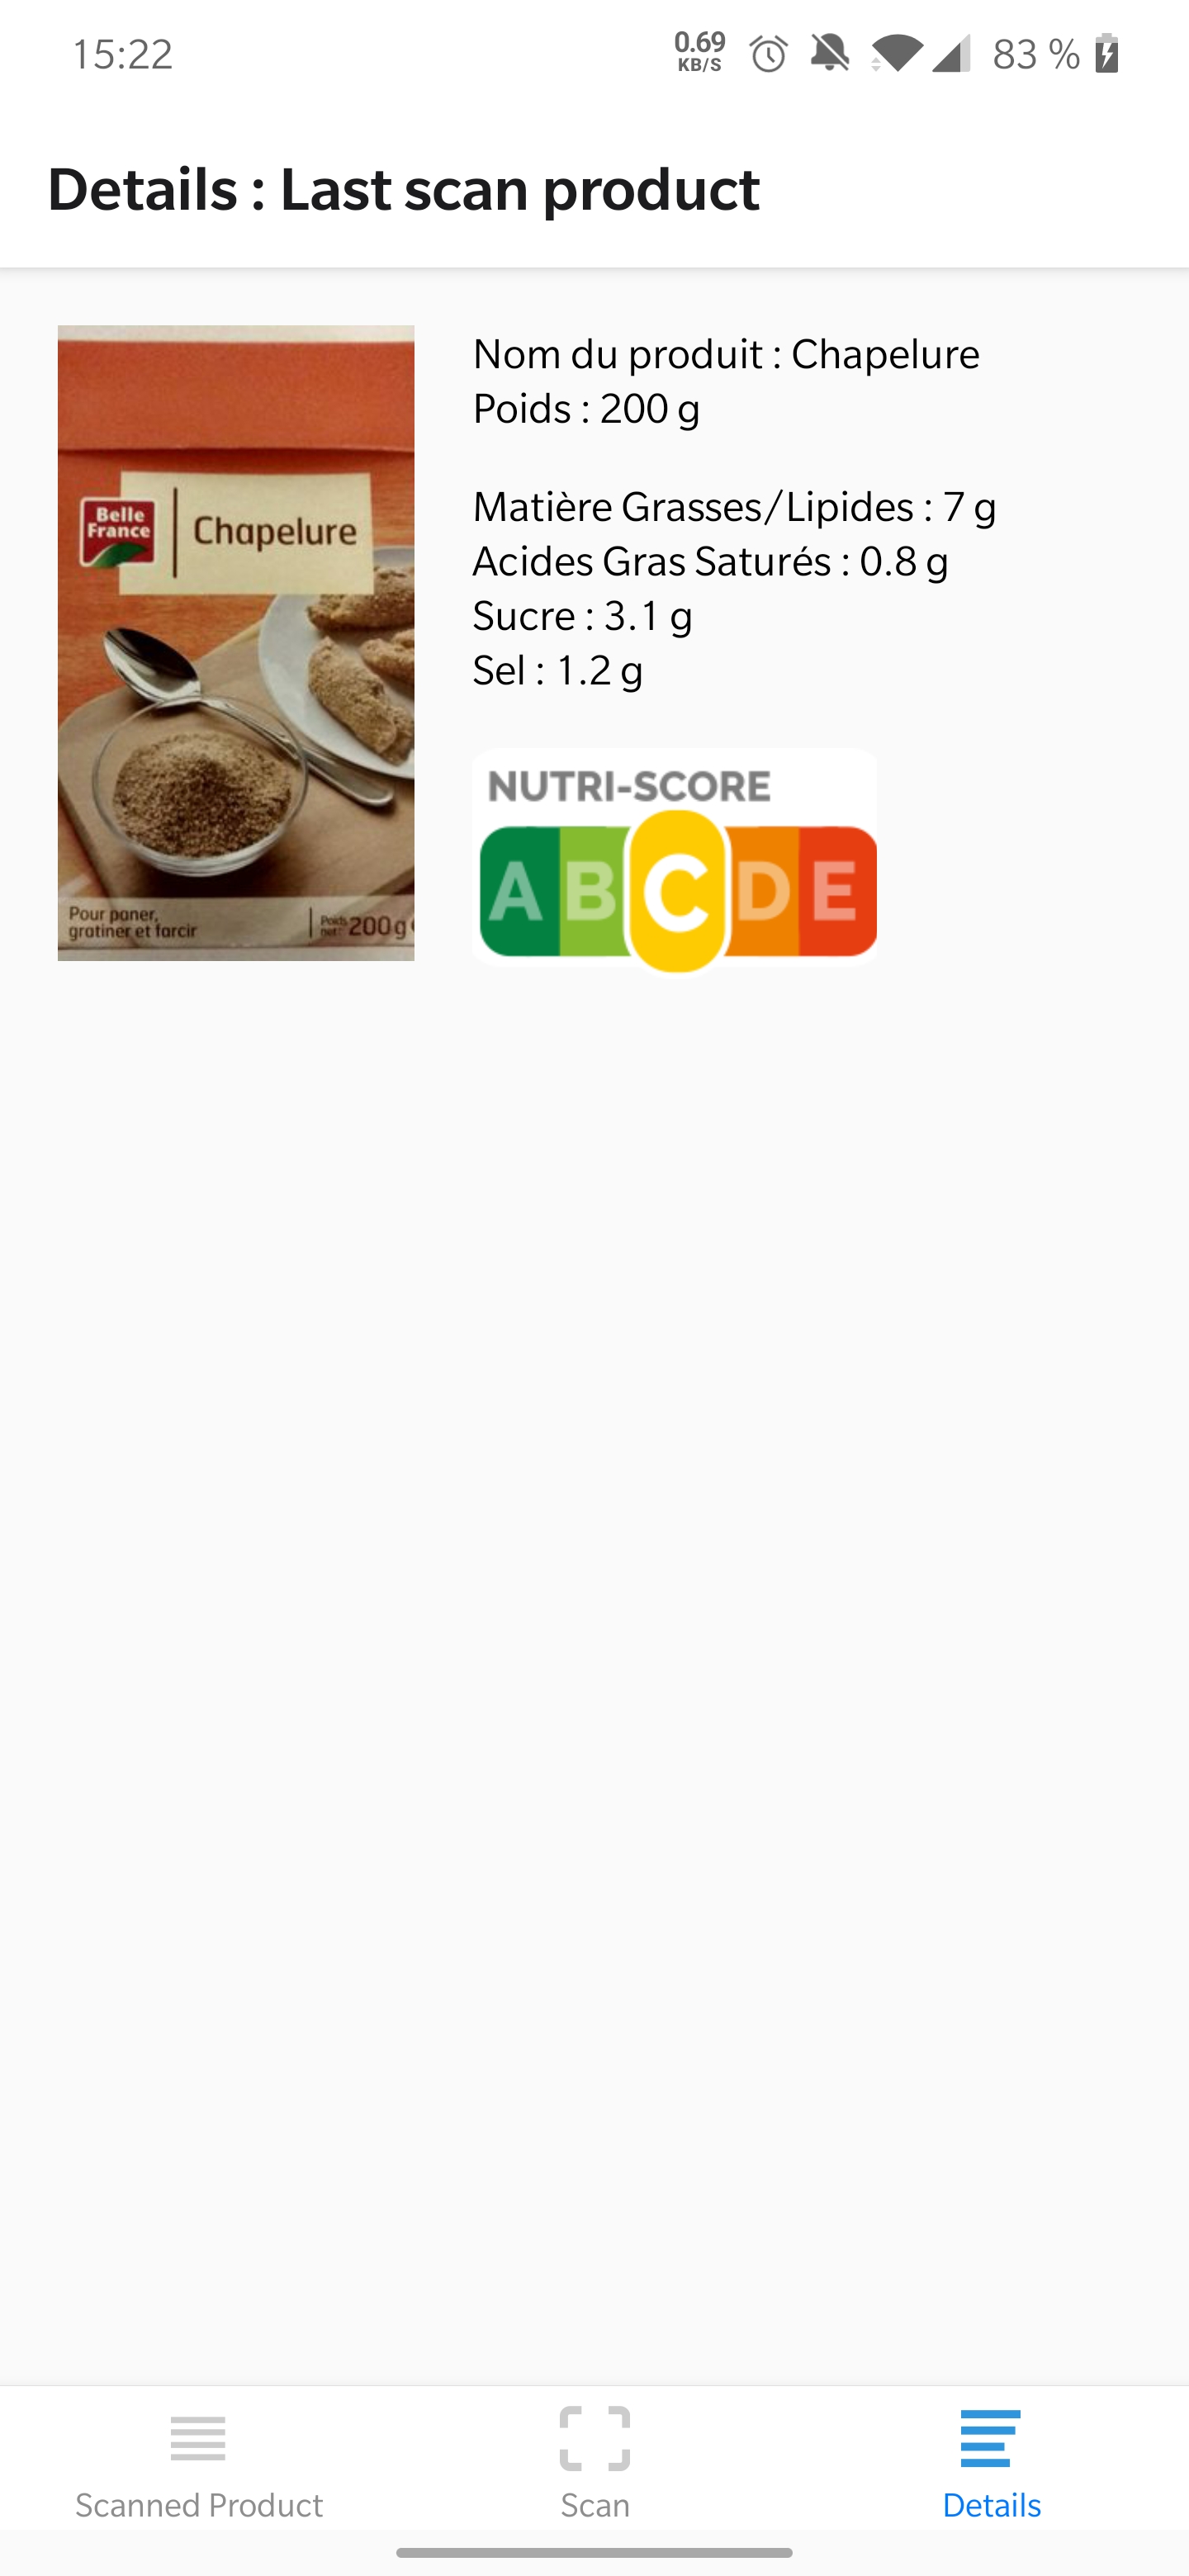 15:22
0.69
KB/S
83 %
Details : Last scan product
Belle
France
Chapelure
Pour paner,
gratiner et farcir
Poids
net: 200g
Nom du produit : Chapelure
Poids : 200 g
Matière Grasses/Lipides : 7 g
Acides Gras Saturés : 0.8 g
Sucre : 3.1 g
Sel : 1.2 g
NUTRI-SCORE
A B C D E
Scanned Product
Scan
Details